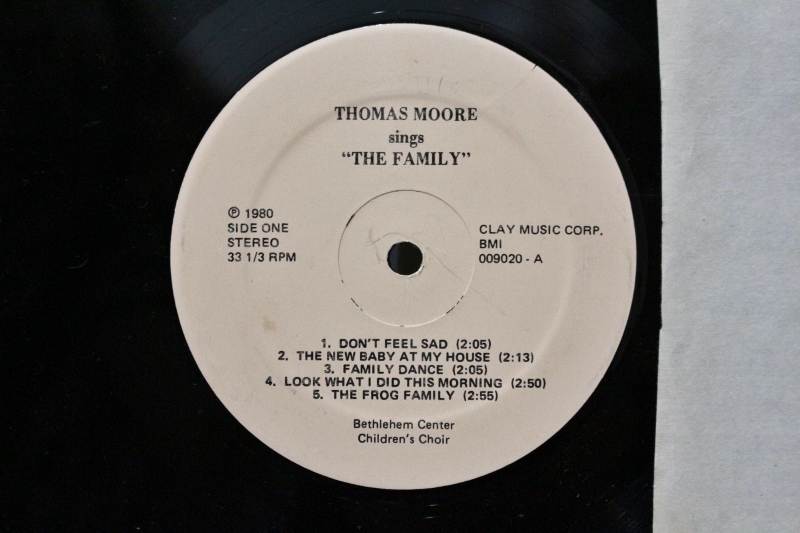 THOMAS MOORE
sings
"THE FAMILY"
℗ 1980
SIDE ONE
STEREO
33 1/3 RPM
CLAY MUSIC CORP.
BMI
009020 - A
1. DON'T FEEL SAD (2:05)
2. THE NEW BABY AT MY HOUSE (2:13)
3. FAMILY DANCE (2:05)
4. LOOK WHAT I DID THIS MORNING (2:50)
5. THE FROG FAMILY (2:55)
Bethlehem Center
Children's Choir